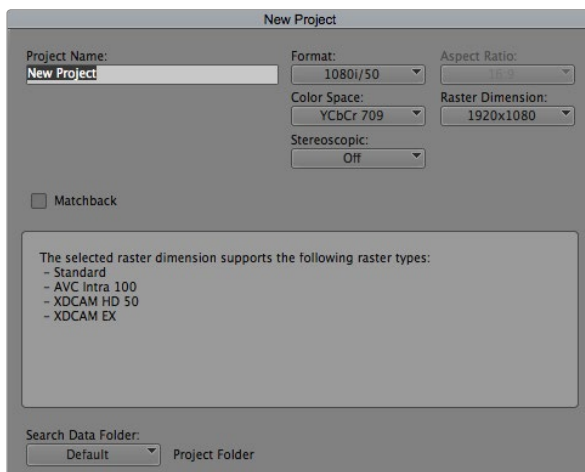 New Project
Project Name:
New Project
Format:
1080i/50
Aspect Ratio:
16:9
Color Space:
YCbCr 709
Raster Dimension:
1920x1080
Stereoscopic:
Off
Matchback
The selected raster dimension supports the following raster types:
- Standard
- AVC Intra 100
- XDCAM HD 50
- XDCAM EX
Search Data Folder:
Default
Project Folder